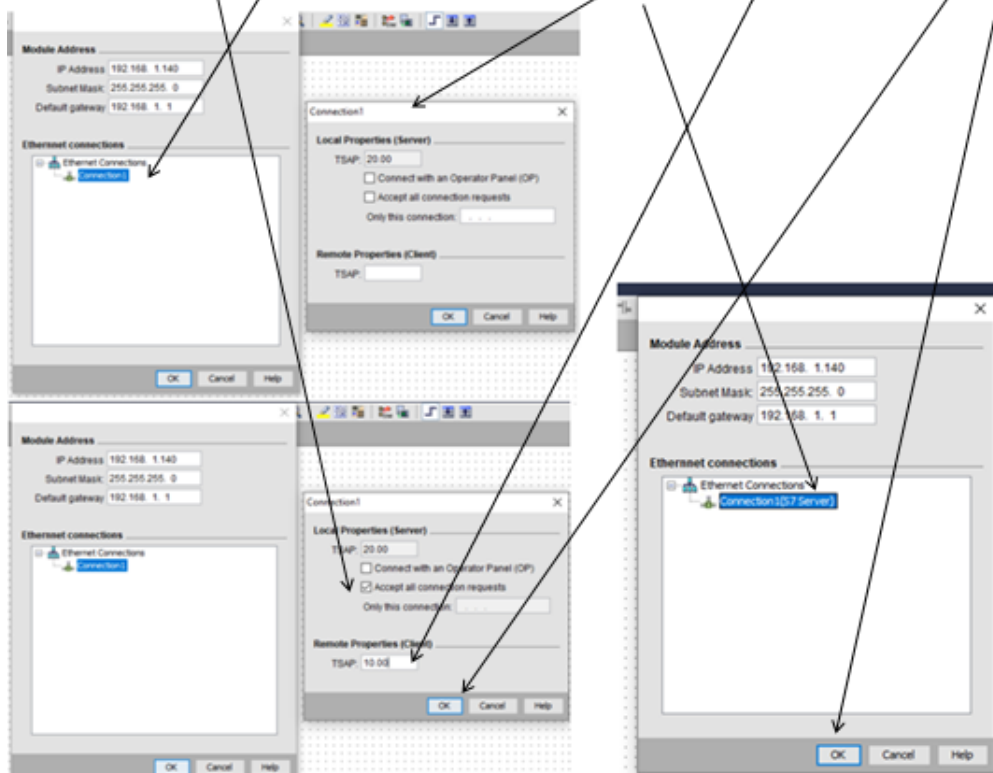 Module Address
IP Address 192.168. 1.140
Subnet Mask: 255.255.255. 0
Default gateway 192.168. 1. 1
Ethernnet connections
Ethernet Connections
Connection1
OK Cancel Help
Connection1
Local Properties (Server)
TSAP: 20.00
Connect with an Operator Panel (OP)
Accept all connection requests
Only this connection: . . .
Remote Properties (Client)
TSAP:
OK Cancel Help
Module Address
IP Address 192.168. 1.140
Subnet Mask: 255.255.255. 0
Default gateway 192.168. 1. 1
Ethernnet connections
Ethernet Connections
Connection1
OK Cancel Help
Connection1
Local Properties (Server)
TSAP: 20.00
Connect with an Operator Panel (OP)
Accept all connection requests
Only this connection: . . .
Remote Properties (Client)
TSAP: 10.00
OK Cancel Help
Module Address
IP Address 192.168. 1.140
Subnet Mask: 255.255.255. 0
Default gateway 192.168. 1. 1
Ethernnet connections
Ethernet Connections
Connection1(S7 Server)
OK Cancel Help